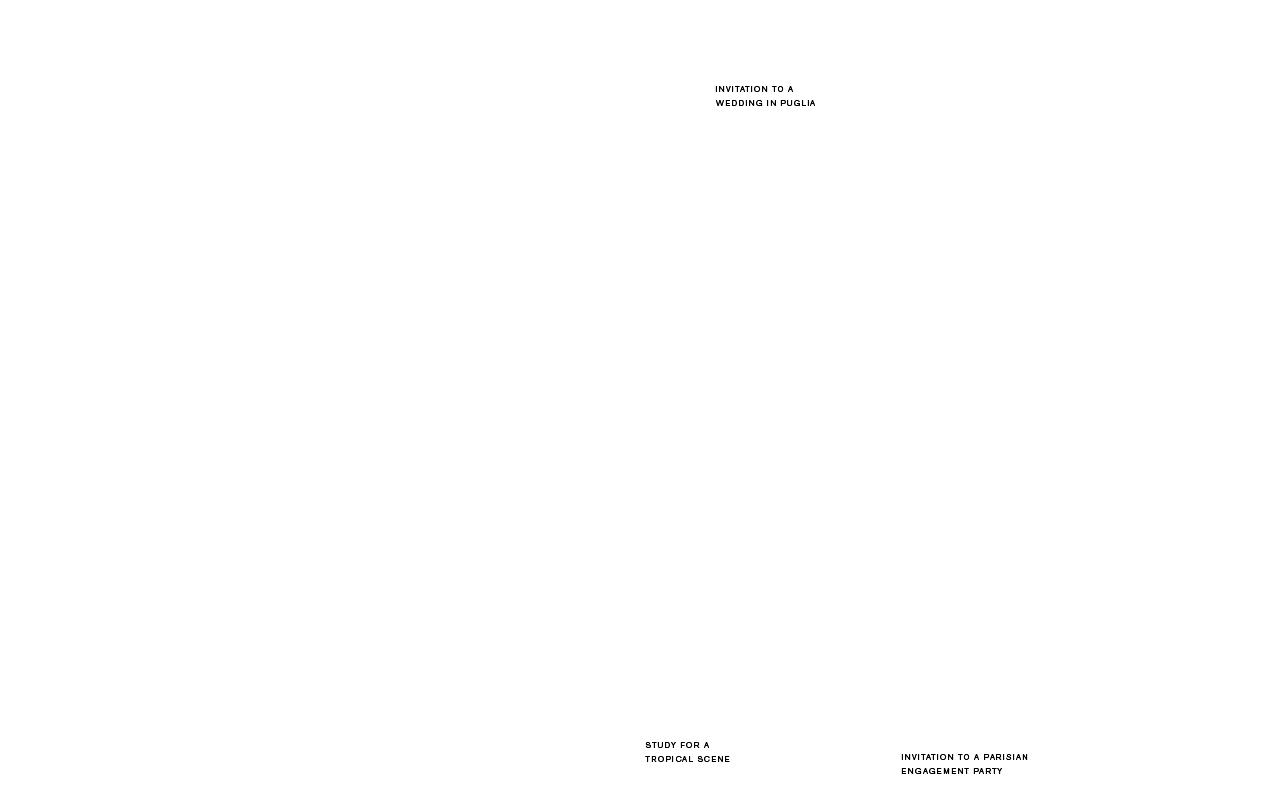 INVITATION TO A
WEDDING IN PUGLIA
STUDY FOR A
TROPICAL SCENE
INVITATION TO A PARISIAN
ENGAGEMENT PARTY